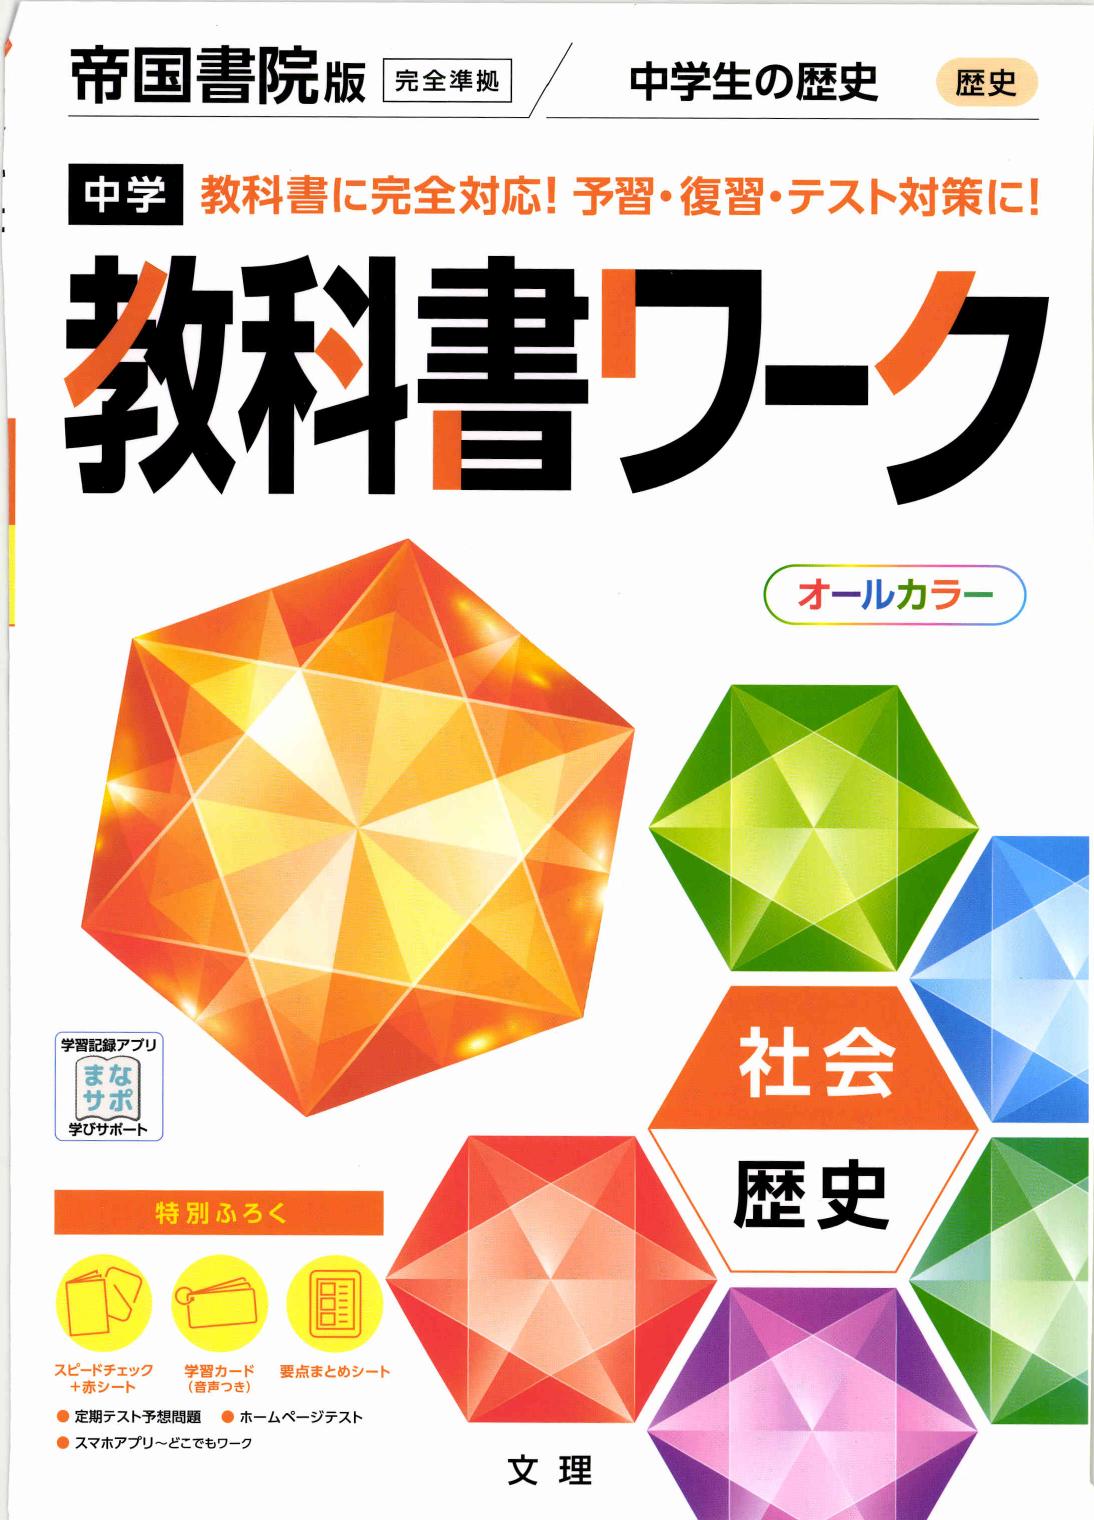 帝国書院版 完全準拠 中学生の歴史 歴史
中学 教科書に完全対応！予習・復習・テスト対策に！
教科書ワーク
オールカラー
社会
歴史
学習記録アプリ
まな
サポ
学びサポート
特別ふろく
スピードチェック
＋赤シート
学習カード
（音声つき）
要点まとめシート
● 定期テスト予想問題 ● ホームページテスト
● スマホアプリ～どこでもワーク
文理